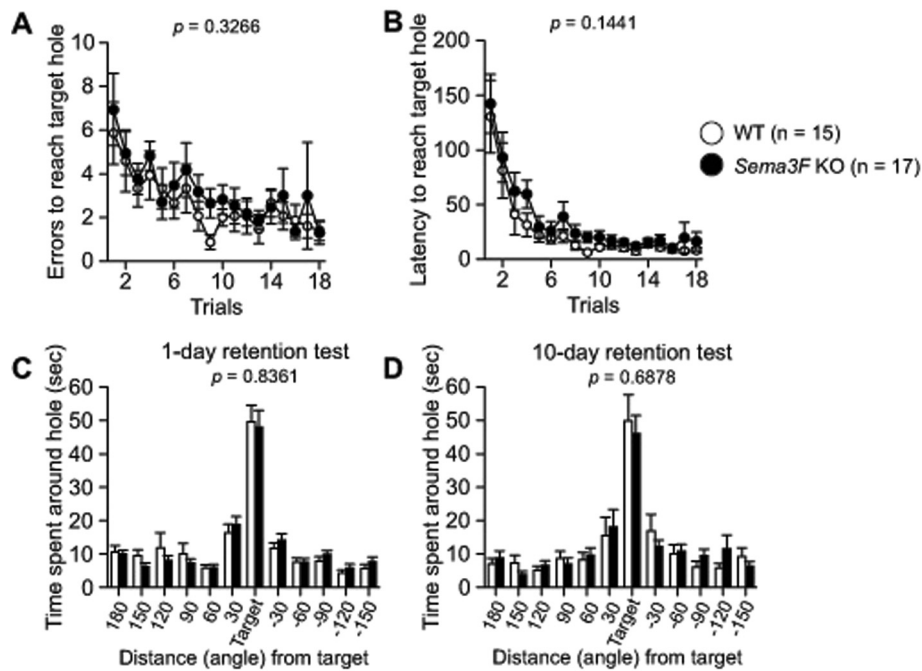 A
p = 0.3266
Errors to reach target hole
10
8
6
4
2
0
2 6 10 14 18
Trials
B
p = 0.1441
Latency to reach target hole
200
150
100
50
0
2 6 10 14 18
Trials
WT (n = 15)
Sema3F KO (n = 17)
C
1-day retention test
p = 0.8361
Time spent around hole (sec)
60
50
40
30
20
10
0
180 150 120 90 60 30 Target -30 -60 -90 -120 -150
Distance (angle) from target
D
10-day retention test
p = 0.6878
Time spent around hole (sec)
60
50
40
30
20
10
0
180 150 120 90 60 30 Target -30 -60 -90 -120 -150
Distance (angle) from target